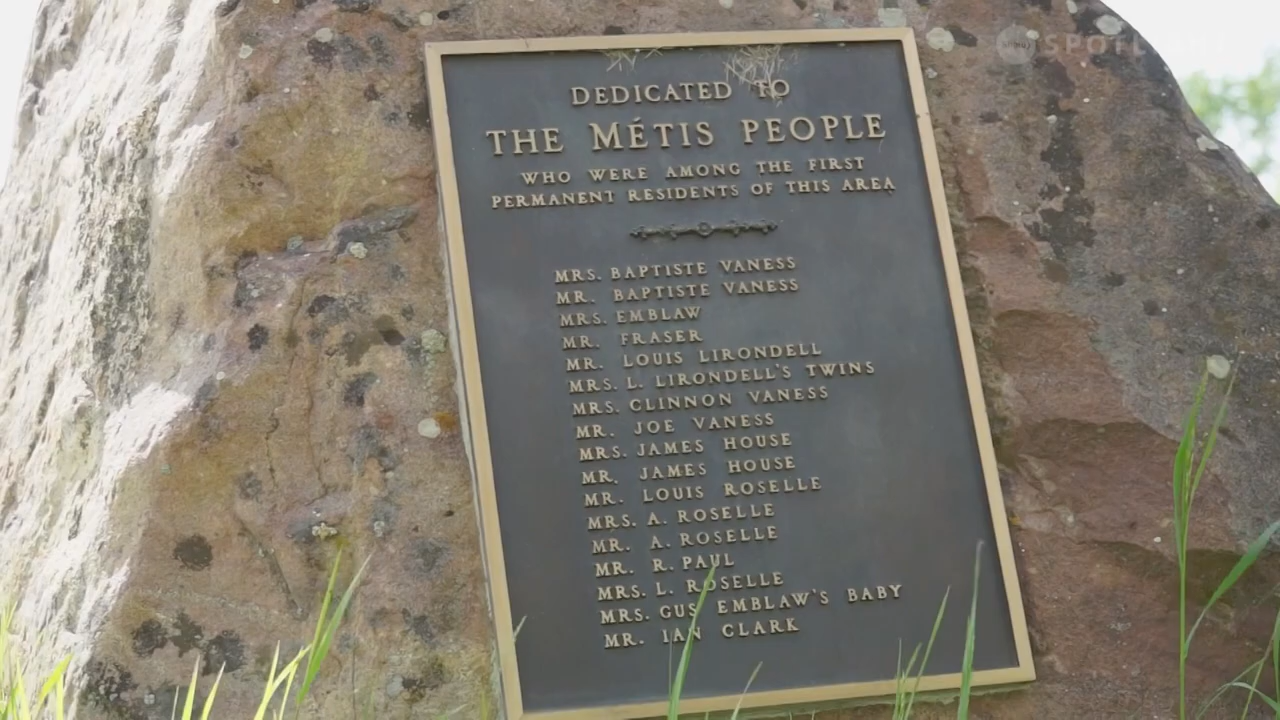 SPOTLIGHT
DEDICATED TO
THE MÉTIS PEOPLE
WHO WERE AMONG THE FIRST
PERMANENT RESIDENTS OF THIS AREA
MRS. BAPTISTE VANESS
MR. BAPTISTE VANESS
MRS. EMBLAW
MR. FRASER
MR. LOUIS LIRONDELL
MRS. L. LIRONDELL'S TWINS
MRS. CLINNON VANESS
MR. JOE VANESS
MRS. JAMES HOUSE
MR. JAMES HOUSE
MR. LOUIS ROSELLE
MRS. A. ROSELLE
MR. A. ROSELLE
MR. R. PAUL
MRS. L. ROSELLE
MRS. GUS EMBLAW'S BABY
MR. IAN CLARK